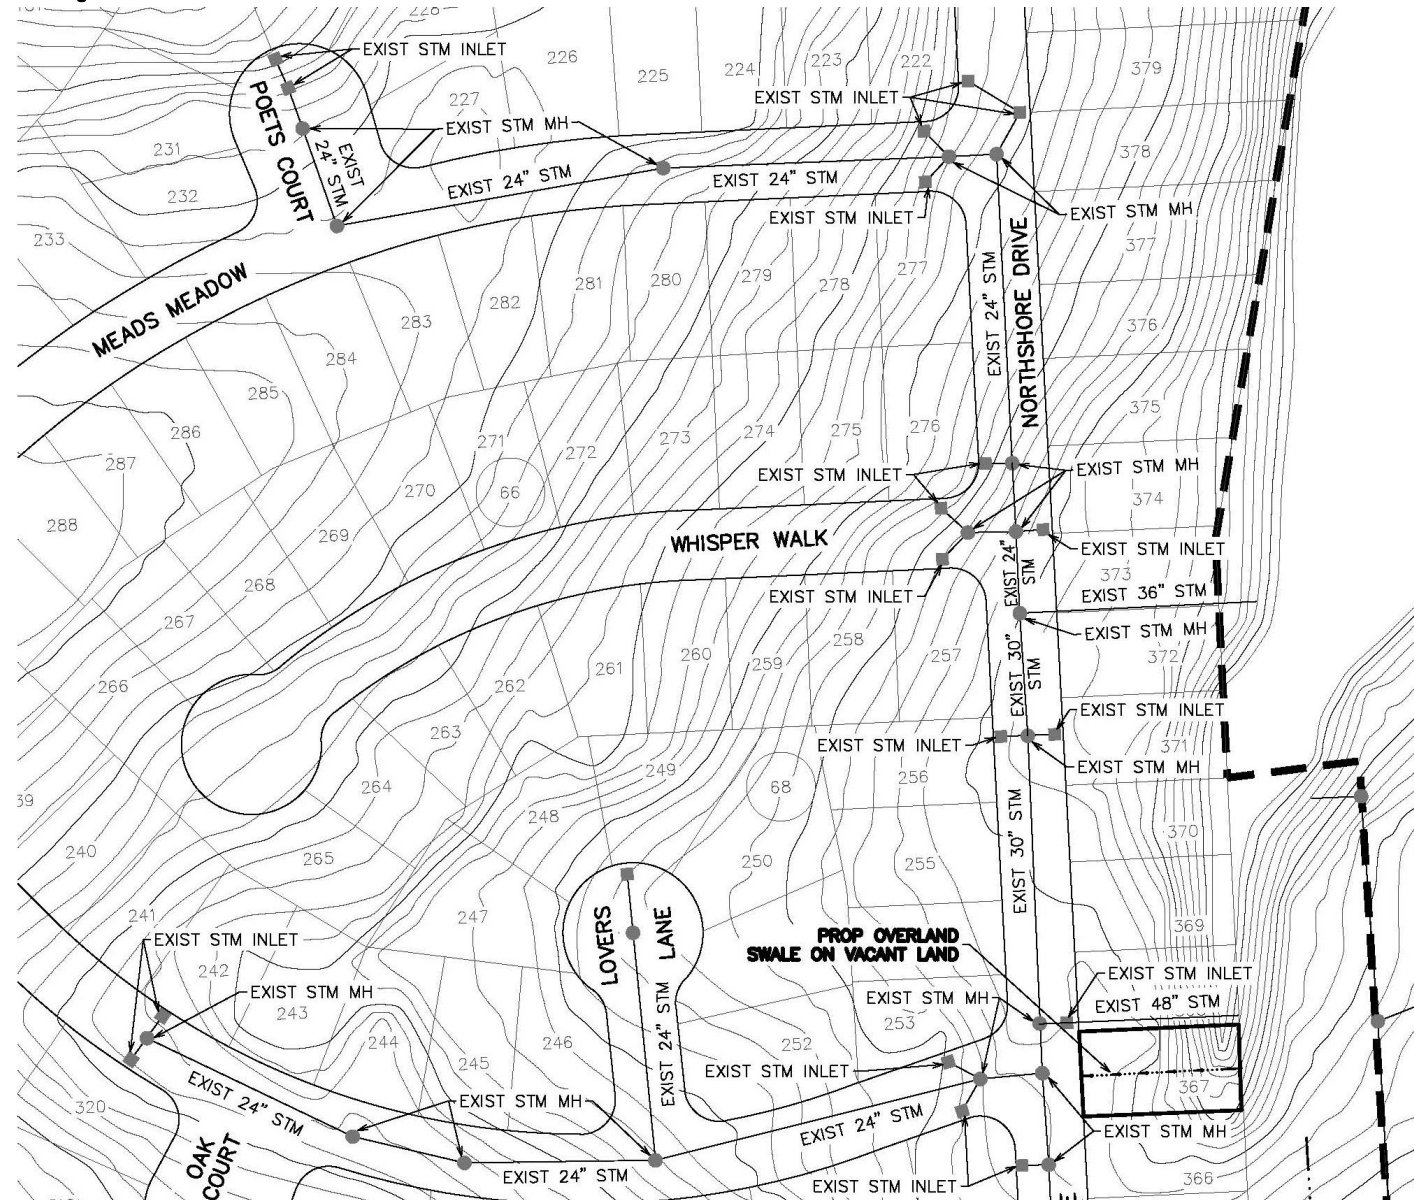 228
EXIST STM INLET
226
225
224
223
222
379
227
EXIST STM INLET
POETS COURT
EXIST STM MH
231
EXIST
24" STM
378
232
EXIST 24" STM
EXIST 24" STM
EXIST STM INLET
EXIST STM MH
233
377
NORTHSHORE DRIVE
EXIST 24" STM
MEADS MEADOW
281
280
279
278
277
282
283
376
284
285
375
286
271
272
273
274
275
276
287
EXIST STM INLET
EXIST STM MH
270
66
374
288
269
WHISPER WALK
EXIST STM INLET
EXIST 24"
STM
373
268
EXIST STM INLET
EXIST 36" STM
267
258
EXIST STM MH
261
260
259
257
372
EXIST 30"
STM
266
262
EXIST STM INLET
263
EXIST STM INLET
371
EXIST STM MH
249
264
68
256
248
370
EXIST 30" STM
240
265
250
255
241
247
LOVERS
LANE
369
PROP OVERLAND
SWALE ON VACANT LAND
EXIST STM INLET
242
EXIST STM INLET
EXIST STM MH
EXIST STM MH
EXIST 48" STM
243
253
EXIST 24" STM
244
245
246
252
EXIST STM INLET
367
320
EXIST 24" STM
EXIST STM MH
EXIST 24" STM
EXIST STM MH
OAK
COURT
EXIST 24" STM
EXIST STM INLET
366